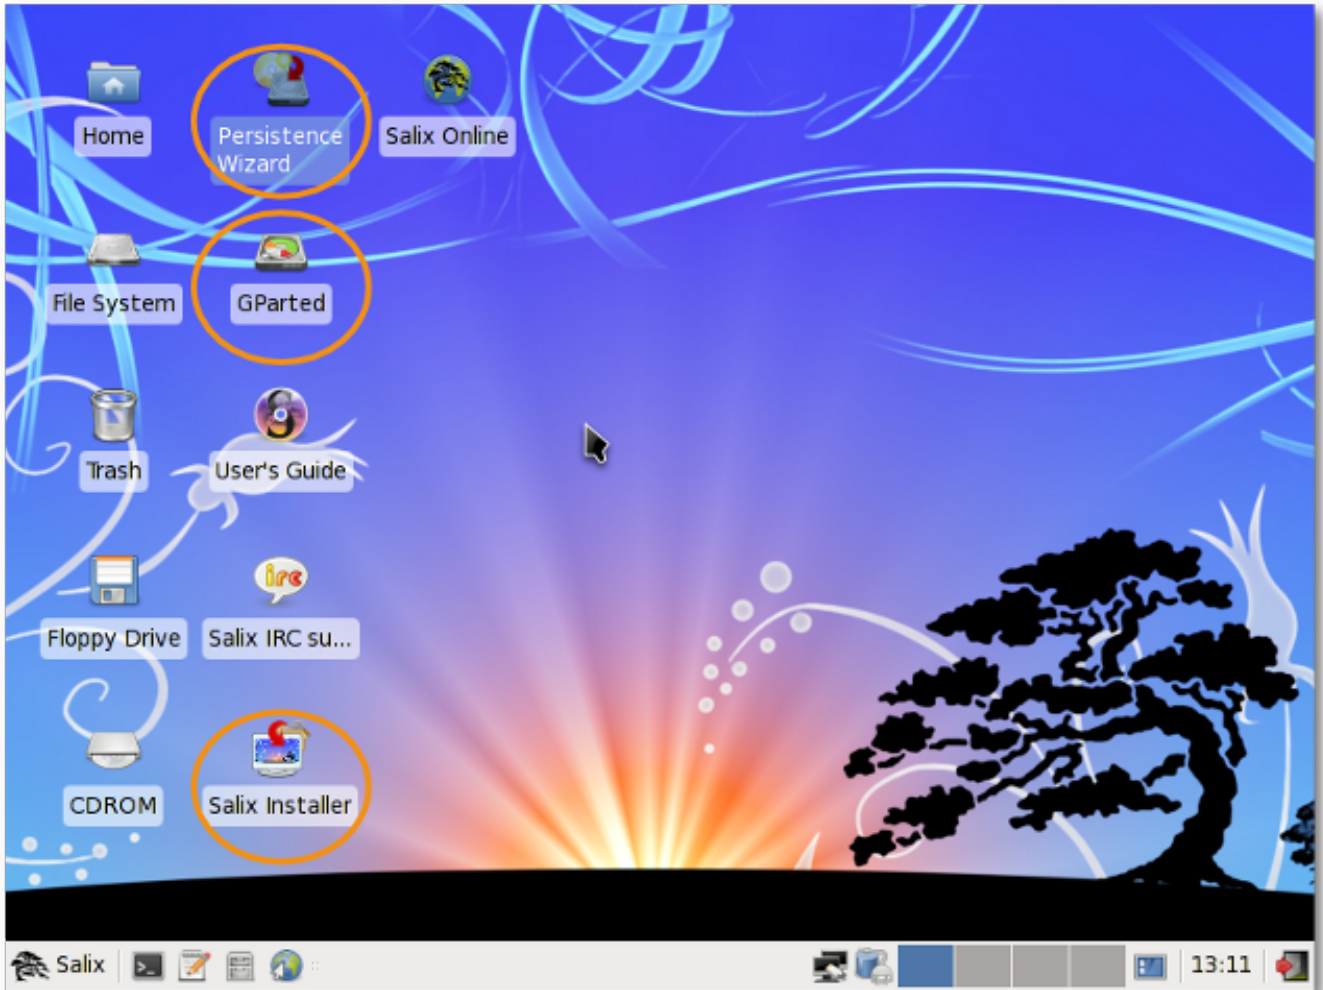 Home
Persistence
Wizard
Salix Online
File System
GParted
Trash
User's Guide
Floppy Drive
irc
Salix IRC su...
CDROM
Salix Installer
Salix
13:11